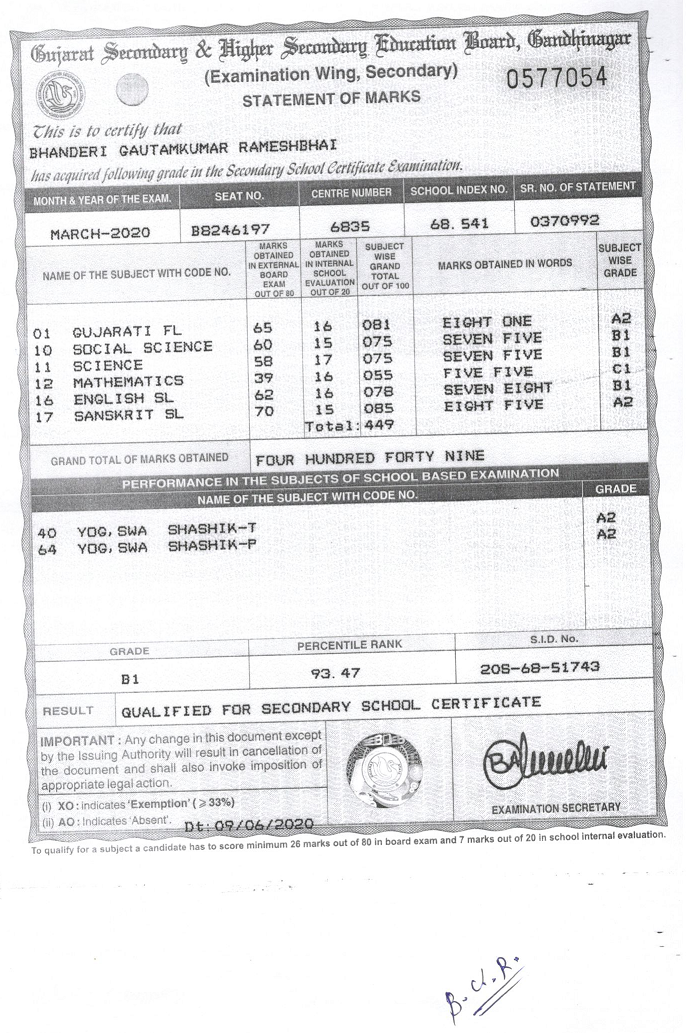 Gujarat Secondary & Higher Secondary Education Board, Gandhinagar
(Examination Wing, Secondary)
0577054
STATEMENT OF MARKS
This is to certify that
BHANDERI GAUTAMKUMAR RAMESHBHAI
has acquired following grade in the Secondary School Certificate Examination.
MONTH & YEAR OF THE EXAM. SEAT NO. CENTRE NUMBER SCHOOL INDEX NO. SR. NO. OF STATEMENT
MARCH-2020 B8246197 6835 68.541 0370992
NAME OF THE SUBJECT WITH CODE NO. MARKS OBTAINED IN EXTERNAL BOARD EXAM OUT OF 80 MARKS OBTAINED IN INTERNAL SCHOOL EVALUATION OUT OF 20 SUBJECT WISE GRAND TOTAL OUT OF 100 MARKS OBTAINED IN WORDS SUBJECT WISE GRADE
01 GUJARATI FL 65 16 081 EIGHT ONE A2
10 SOCIAL SCIENCE 60 15 075 SEVEN FIVE B1
11 SCIENCE 58 17 075 SEVEN FIVE B1
12 MATHEMATICS 39 16 055 FIVE FIVE C1
16 ENGLISH SL 62 16 078 SEVEN EIGHT B1
17 SANSKRIT SL 70 15 085 EIGHT FIVE A2
Total: 449
GRAND TOTAL OF MARKS OBTAINED FOUR HUNDRED FORTY NINE
PERFORMANCE IN THE SUBJECTS OF SCHOOL BASED EXAMINATION
NAME OF THE SUBJECT WITH CODE NO. GRADE
40 YOG,SWA SHASHIK-T A2
64 YOG,SWA SHASHIK-P A2
GRADE PERCENTILE RANK S.I.D. No.
B1 93.47 20S-68-51743
RESULT QUALIFIED FOR SECONDARY SCHOOL CERTIFICATE
IMPORTANT : Any change in this document except
by the Issuing Authority will result in cancellation of
the document and shall also invoke imposition of
appropriate legal action.
(i) XO : indicates 'Exemption' (⩾33%)
(ii) AO : Indicates 'Absent'.
Dt: 09/06/2020
EXAMINATION SECRETARY
To qualify for a subject a candidate has to score minimum 26 marks out of 80 in board exam and 7 marks out of 20 in school internal evaluation.